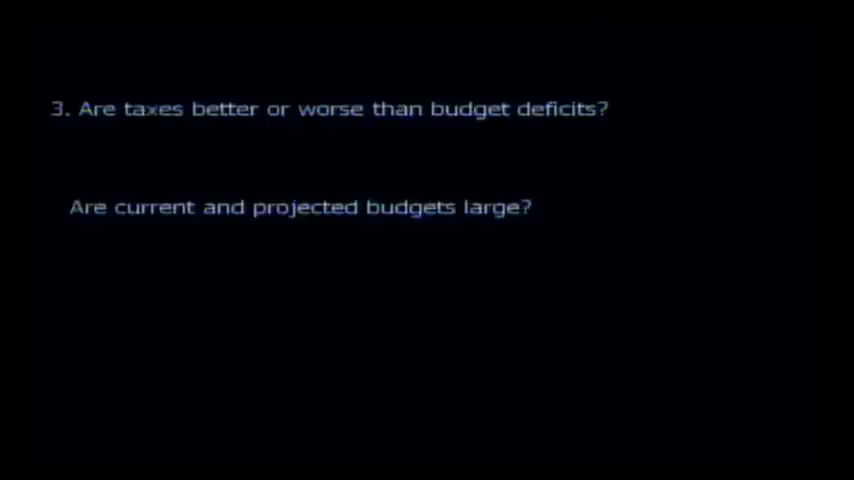 3. Are taxes better or worse than budget deficits?
Are current and projected budgets large?